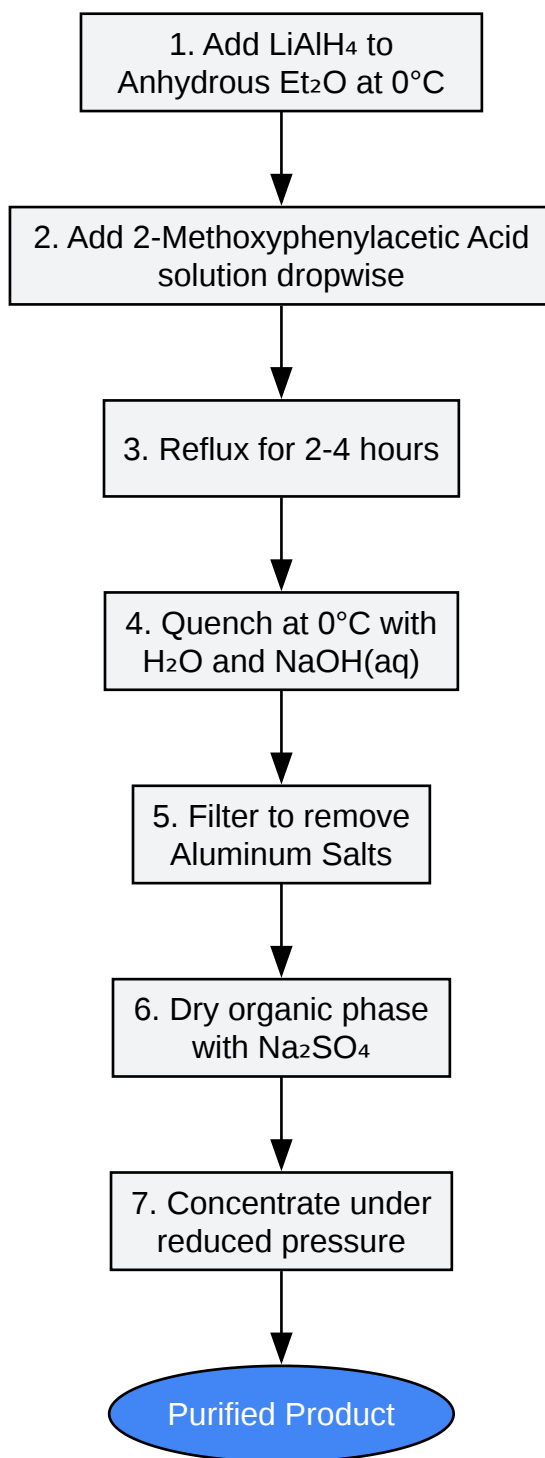 1. Add LiAlH₄ to
Anhydrous Et₂O at 0°C
2. Add 2-Methoxyphenylacetic Acid
solution dropwise
3. Reflux for 2-4 hours
4. Quench at 0°C with
H₂O and NaOH(aq)
5. Filter to remove
Aluminum Salts
6. Dry organic phase
with Na₂SO₄
7. Concentrate under
reduced pressure
Purified Product